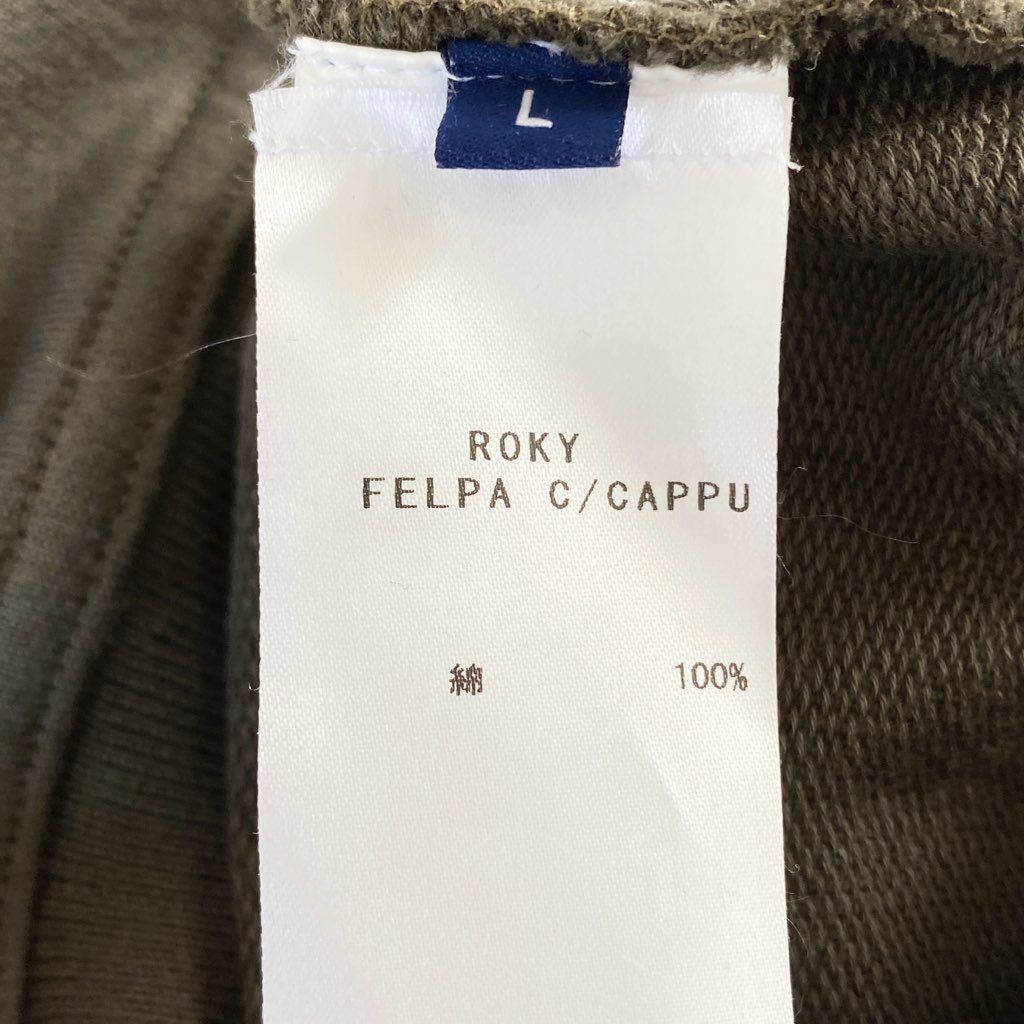 L
ROKY
FELPA C/CAPPU
綿 100%